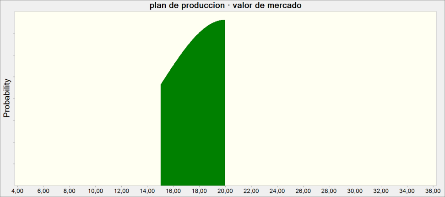 plan de produccion - valor de mercado
Probability
4,00 6,00 8,00 10,00 12,00 14,00 16,00 18,00 20,00 22,00 24,00 26,00 28,00 30,00 32,00 34,00 36,00